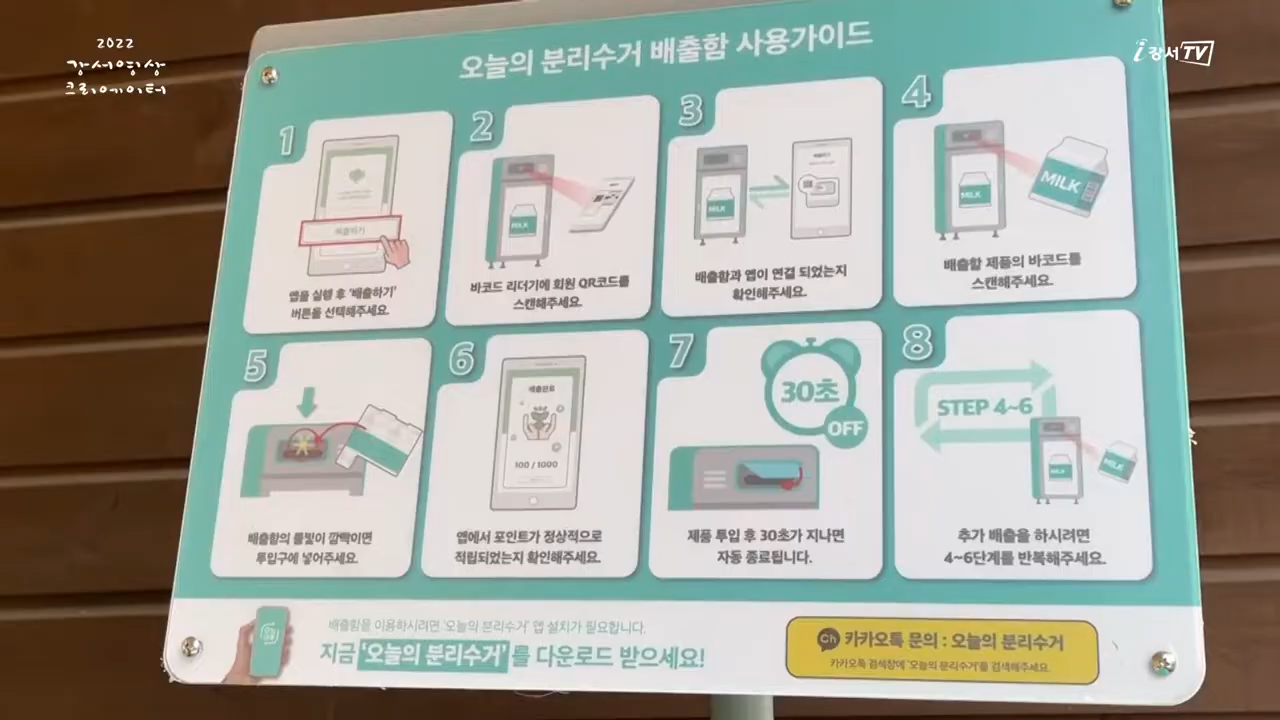 2022
강서영상
크리에이터
i강서TV
오늘의 분리수거 배출함 사용가이드
1
배출하기
앱을 실행 후 '배출하기'
버튼을 선택해주세요.
2
MILK
바코드 리더기에 회원 QR코드를
스캔해주세요.
3
MILK
배출함과 앱이 연결 되었는지
확인해주세요.
4
MILK
MILK
배출할 제품의 바코드를
스캔해주세요.
5
배출함의 불빛이 깜빡이면
투입구에 넣어주세요.
6
배출완료
100 / 1000
앱에서 포인트가 정상적으로
적립되었는지 확인해주세요.
7
30초
OFF
제품 투입 후 30초가 지나면
자동 종료됩니다.
8
STEP 4~6
MILK
MILK
추가 배출을 하시려면
4~6단계를 반복해주세요.
배출함을 이용하시려면 '오늘의 분리수거' 앱 설치가 필요합니다.
지금 '오늘의 분리수거'를 다운로드 받으세요!
Ch 카카오톡 문의 : 오늘의 분리수거
카카오톡 검색창에 '오늘의 분리수거'를 검색해주세요.